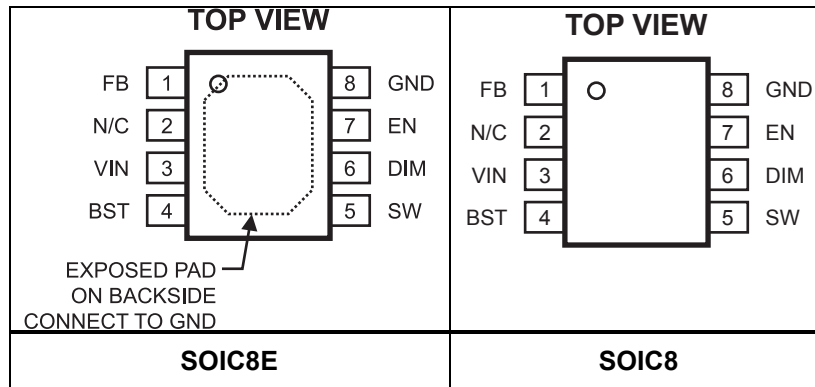 TOP VIEW
FB 1 8 GND
N/C 2 7 EN
VIN 3 6 DIM
BST 4 5 SW
EXPOSED PAD
ON BACKSIDE
CONNECT TO GND
SOIC8E
TOP VIEW
FB 1 8 GND
N/C 2 7 EN
VIN 3 6 DIM
BST 4 5 SW
SOIC8